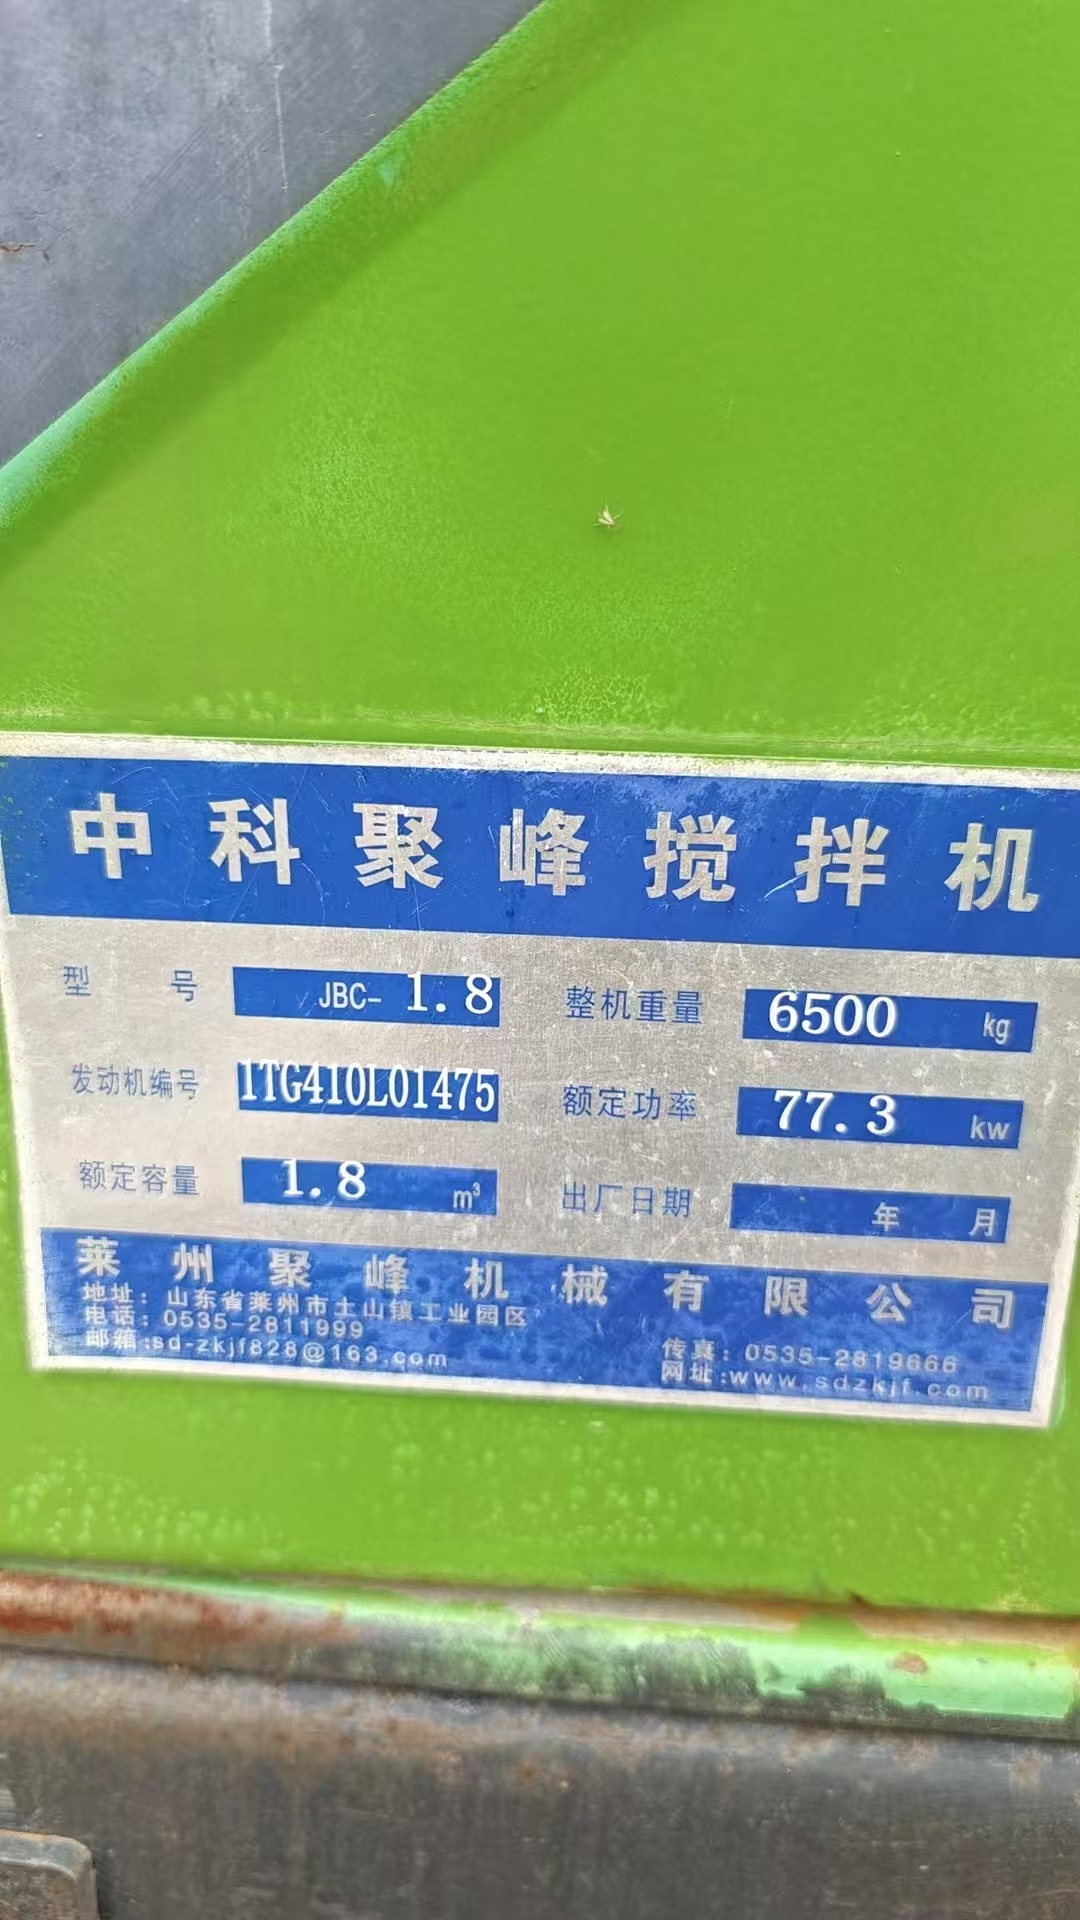 中科聚峰搅拌机
型 号 JBC- 1.8 整机重量 6500 kg
发动机编号 1TG410L01475 额定功率 77.3 kw
额定容量 1.8 m³ 出厂日期 年 月
莱州聚峰机械有限公司
地址：山东省莱州市土山镇工业园区
电话：0535-2811999 传真：0535-2819666
邮箱:sd-zkjf828@163.com 网址:www.sdzkjf.com